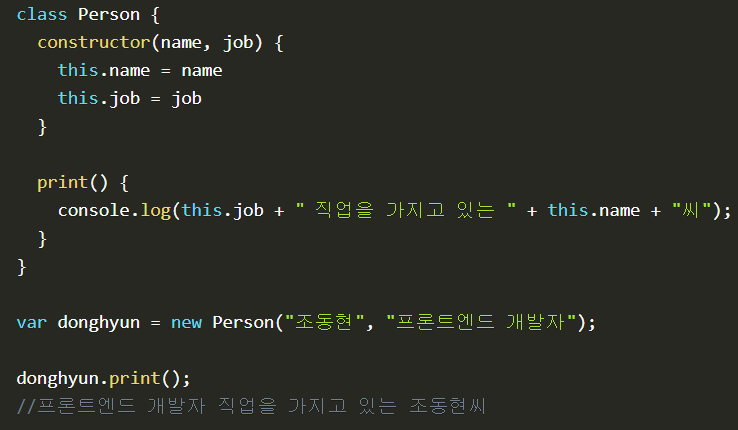 class Person {
  constructor(name, job) {
    this.name = name
    this.job = job
  }

  print() {
    console.log(this.job + " 직업을 가지고 있는 " + this.name + "씨");
  }
}

var donghyun = new Person("조동현", "프론트엔드 개발자");

donghyun.print();
//프론트엔드 개발자 직업을 가지고 있는 조동현씨